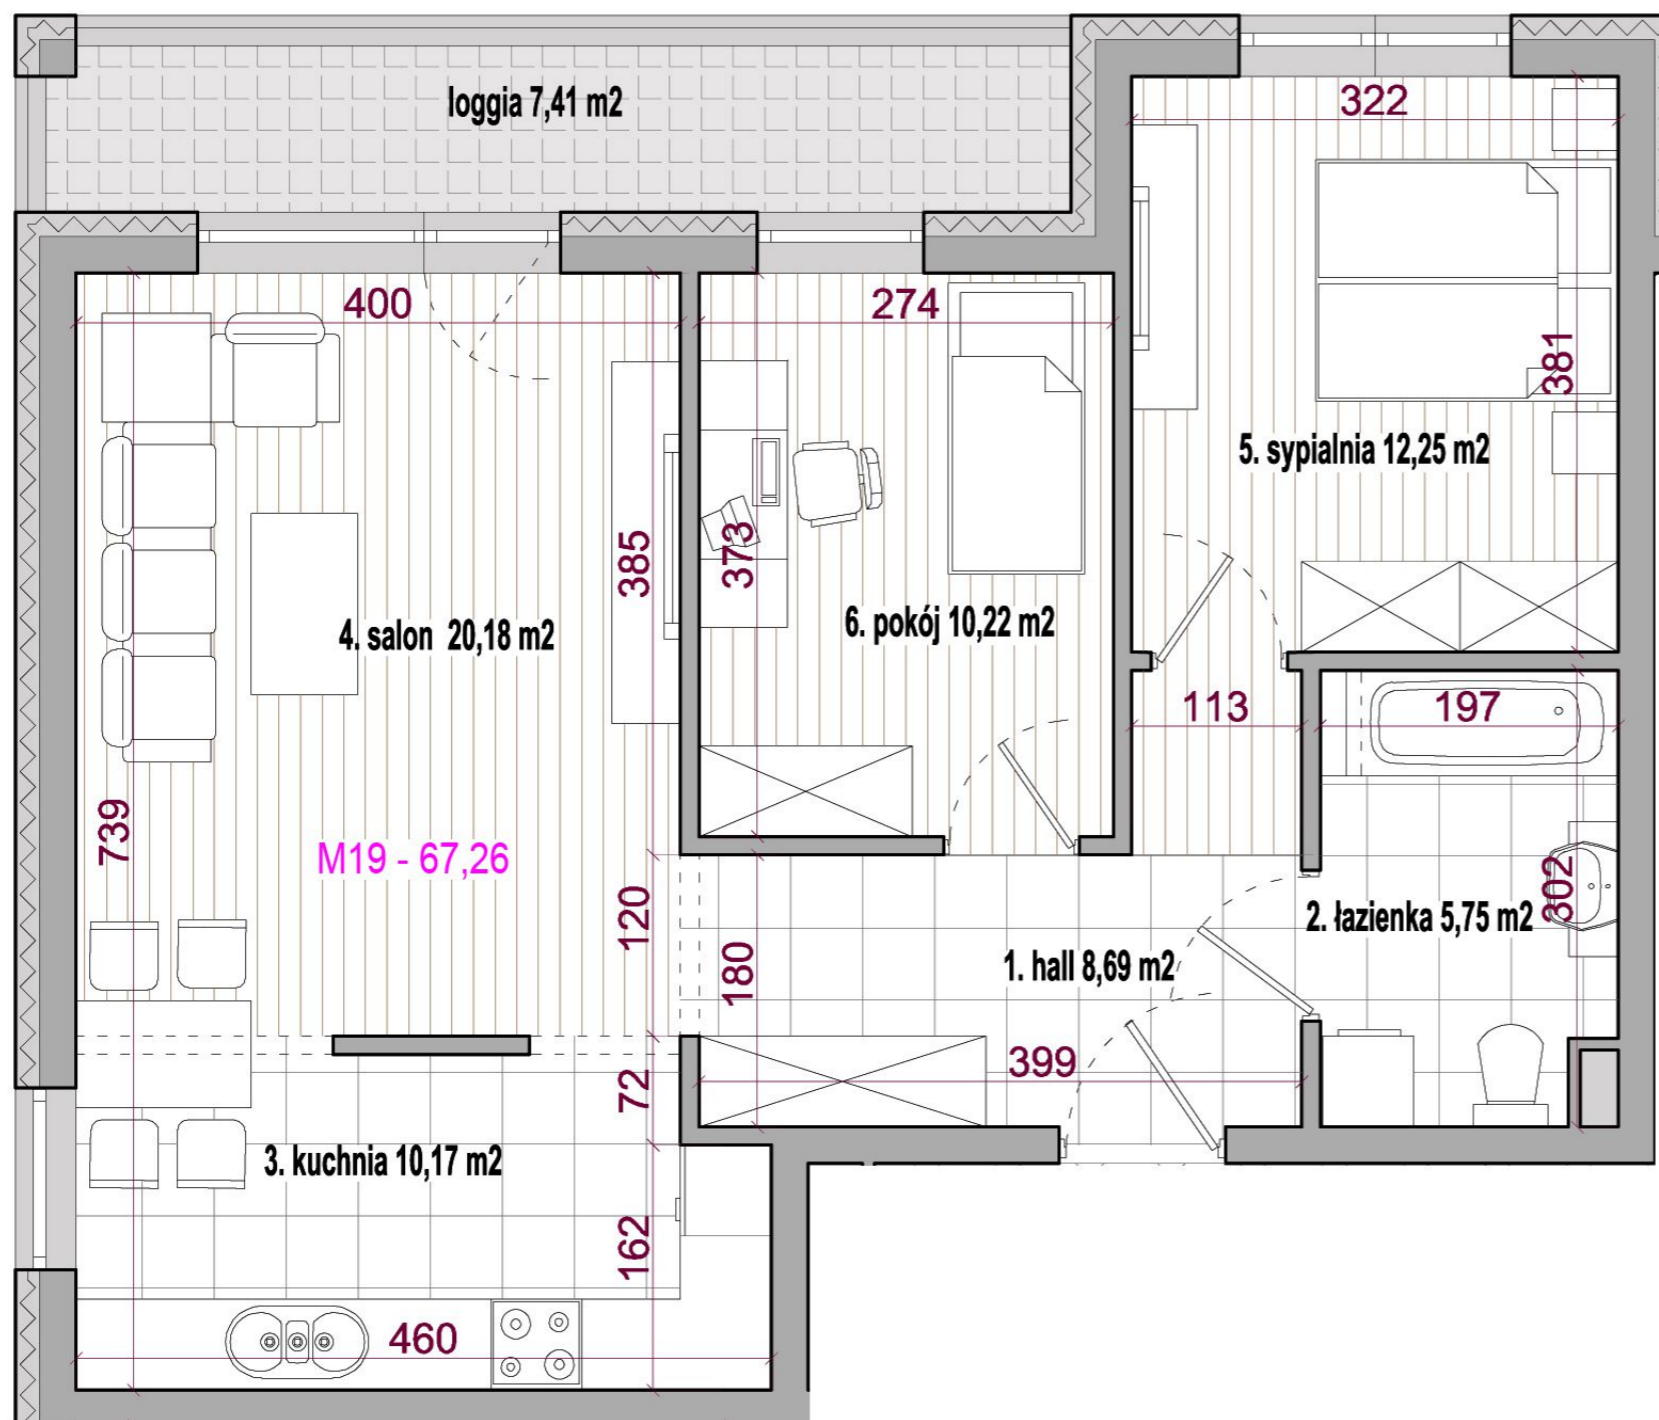 loggia 7,41 m2
322
400
274
381
5. sypialnia 12,25 m2
385
373
4. salon 20,18 m2
6. pokój 10,22 m2
113
197
739
M19 - 67,26
120
180
302
2. łazienka 5,75 m2
1. hall 8,69 m2
399
72
3. kuchnia 10,17 m2
162
460